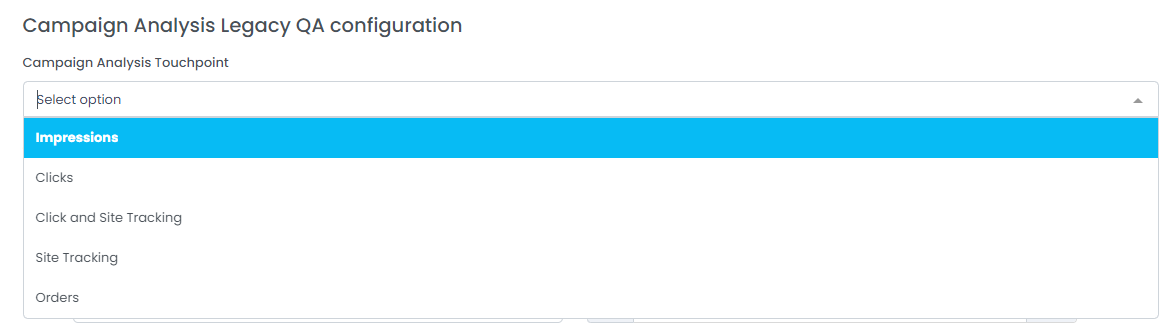 Campaign Analysis Legacy QA configuration
Campaign Analysis Touchpoint
Select option
Impressions
Clicks
Click and Site Tracking
Site Tracking
Orders